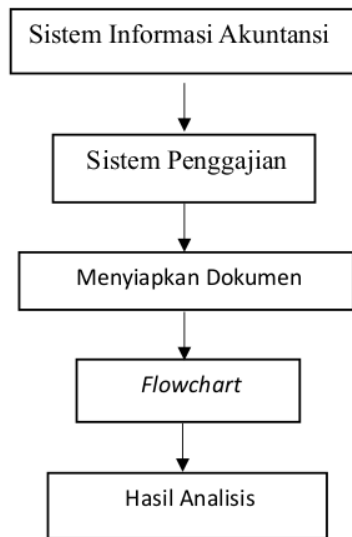 Sistem Informasi Akuntansi
Sistem Penggajian
Menyiapkan Dokumen
Flowchart
Hasil Analisis